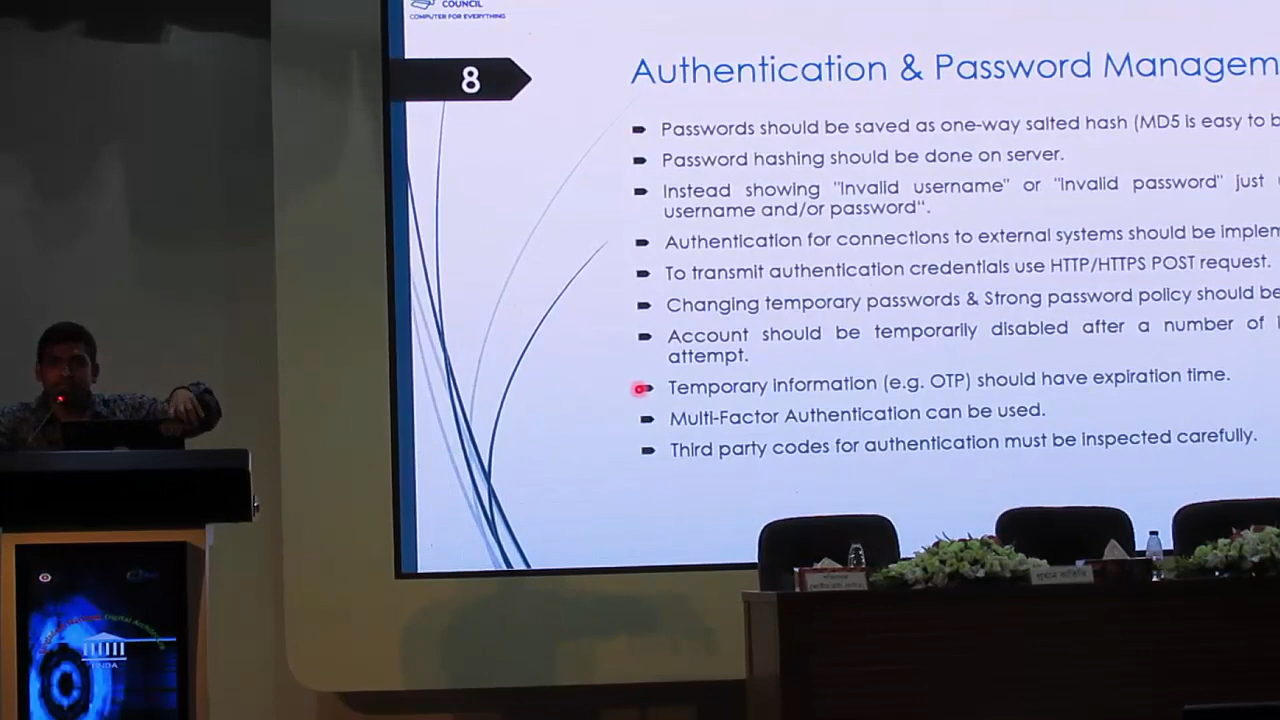 COUNCIL
COMPUTER FOR EVERYTHING
8
Authentication & Password Managem
Passwords should be saved as one-way salted hash (MD5 is easy to b
Password hashing should be done on server.
Instead showing "Invalid username" or "Invalid password" just
username and/or password".
Authentication for connections to external systems should be implem
To transmit authentication credentials use HTTP/HTTPS POST request.
Changing temporary passwords & Strong password policy should be
Account should be temporarily disabled after a number of
attempt.
Temporary information (e.g. OTP) should have expiration time.
Multi-Factor Authentication can be used.
Third party codes for authentication must be inspected carefully.
প্রধান অতিথি
Digital Architecture